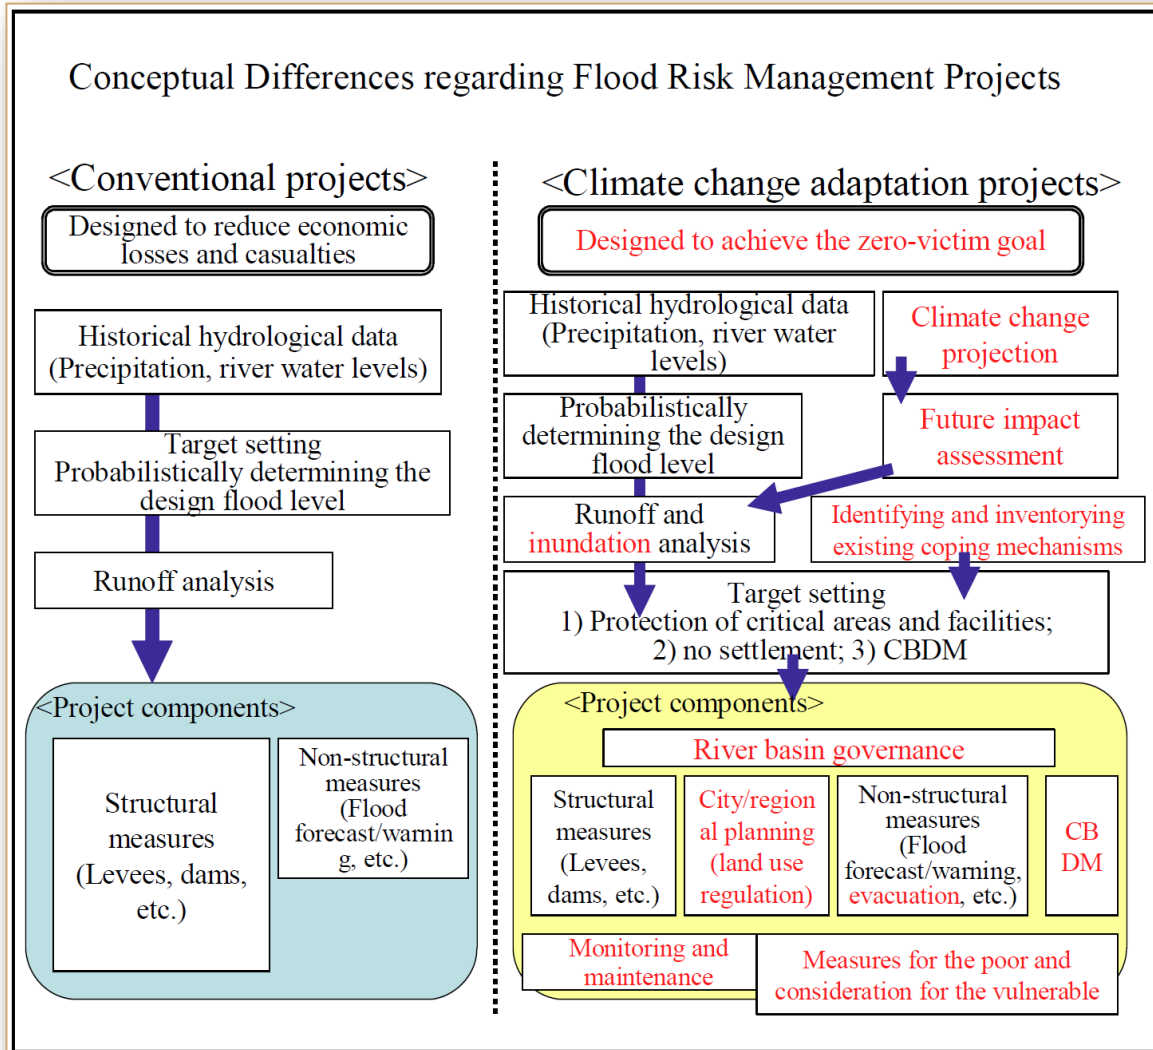 Conceptual Differences regarding Flood Risk Management Projects
<Conventional projects>
Designed to reduce economic
losses and casualties
Historical hydrological data
(Precipitation, river water levels)
Target setting
Probabilistically determining the
design flood level
Runoff analysis
<Project components>
Structural
measures
(Levees, dams,
etc.)
Non-structural
measures
(Flood
forecast/warnin
g, etc.)
<Climate change adaptation projects>
Designed to achieve the zero-victim goal
Historical hydrological data
(Precipitation, river water
levels)
Climate change
projection
Probabilistically
determining the design
flood level
Future impact
assessment
Runoff and
inundation analysis
Identifying and inventorying
existing coping mechanisms
Target setting
1) Protection of critical areas and facilities;
2) no settlement; 3) CBDM
<Project components>
River basin governance
Structural
measures
(Levees,
dams, etc.)
City/region
al planning
(land use
regulation)
Non-structural
measures
(Flood
forecast/warning,
evacuation, etc.)
CB
DM
Monitoring and
maintenance
Measures for the poor and
consideration for the vulnerable